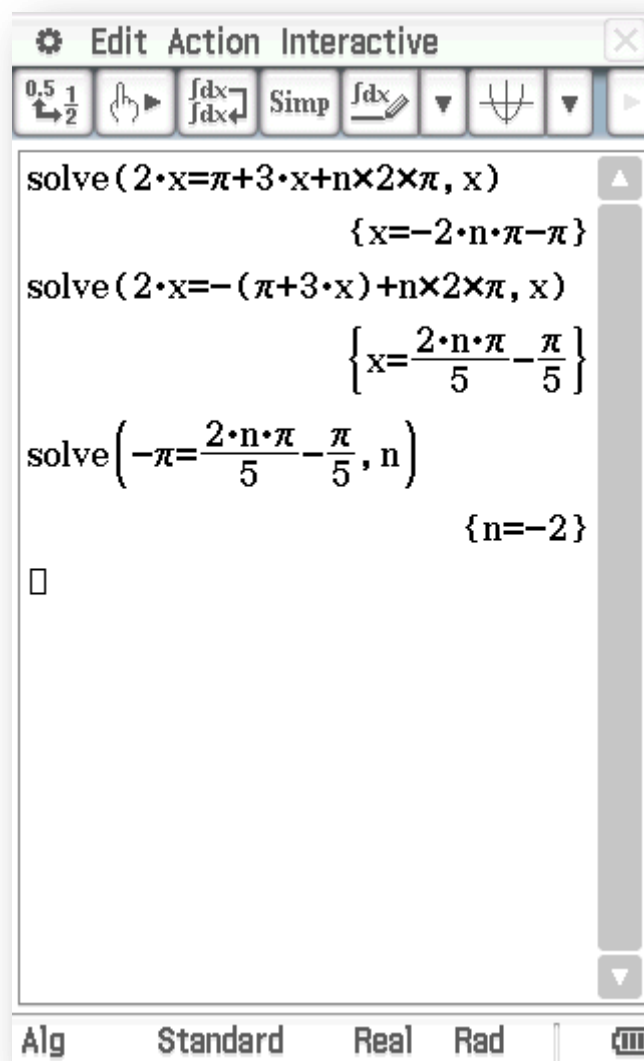 Edit Action Interactive
0.5 1/2 ∫dx ∫dx Simp ∫dx
solve(2·x=π+3·x+n×2×π,x)
{x=-2·n·π-π}
solve(2·x=-(π+3·x)+n×2×π,x)
{x=2·n·π/5-π/5}
solve(-π=2·n·π/5-π/5,n)
{n=-2}
Alg Standard Real Rad